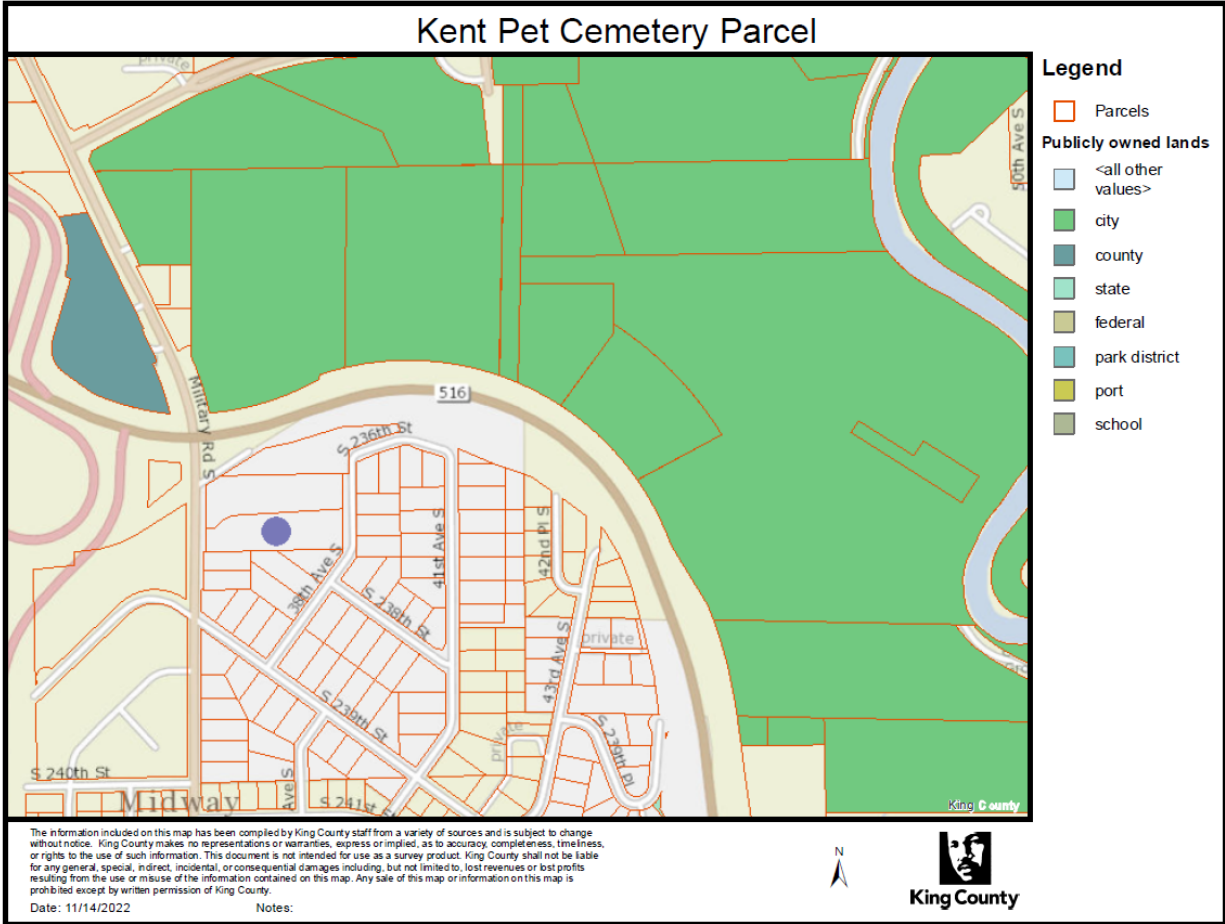 Kent Pet Cemetery Parcel
private
50th Ave S
Military Rd S
516
S 236th St
41st Ave S
42nd Pl S
38th Ave S
S 238th St
43rd Ave S
private
S 239th St
private
S 239th Pl
S 240th St
Midway
Ave S
S 241st S
King County
Legend
Parcels
Publicly owned lands
<all other
values>
city
county
state
federal
park district
port
school
The information included on this map has been compiled by King County staff from a variety of sources and is subject to change
without notice. King County makes no representations or warranties, express or implied, as to accuracy, completeness, timeliness,
or rights to the use of such information. This document is not intended for use as a survey product. King County shall not be liable
for any general, special, indirect, incidental, or consequential damages including, but not limited to, lost revenues or lost profits
resulting from the use or misuse of the information contained on this map. Any sale of this map or information on this map is
prohibited except by written permission of King County.
Date: 11/14/2022 Notes:
N
King County